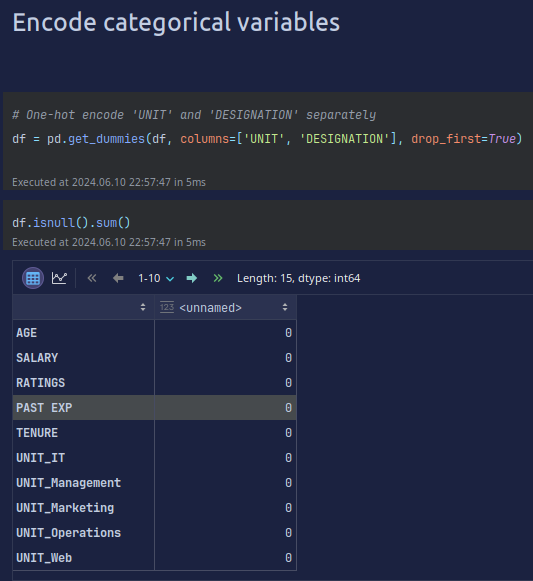 Encode categorical variables
# One-hot encode 'UNIT' and 'DESIGNATION' separately
df = pd.get_dummies(df, columns=['UNIT', 'DESIGNATION'], drop_first=True)
Executed at 2024.06.10 22:57:47 in 5ms
df.isnull().sum()
Executed at 2024.06.10 22:57:47 in 5ms
1-10 Length: 15, dtype: int64
123 <unnamed>
AGE 0
SALARY 0
RATINGS 0
PAST EXP 0
TENURE 0
UNIT_IT 0
UNIT_Management 0
UNIT_Marketing 0
UNIT_Operations 0
UNIT_Web 0